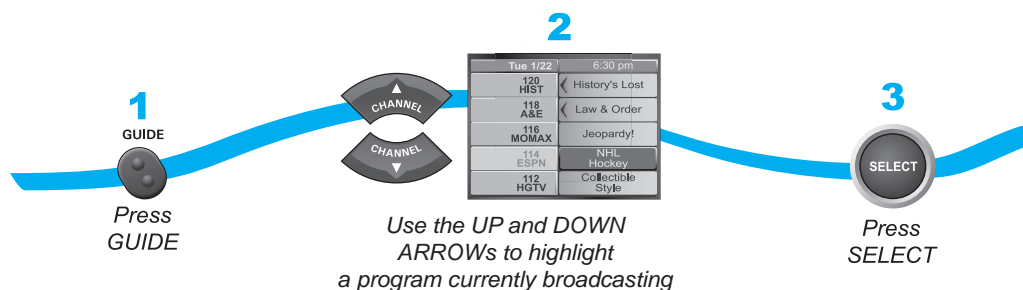 1
GUIDE
Press
GUIDE
CHANNEL
CHANNEL
2
Tue 1/22 6:30 pm
120
HIST
History's Lost
118
A&E
Law & Order
116
MOMAX
Jeopardy!
114
ESPN
NHL
Hockey
112
HGTV
Collectible
Style
Use the UP and DOWN
ARROWs to highlight
a program currently broadcasting
3
SELECT
Press
SELECT